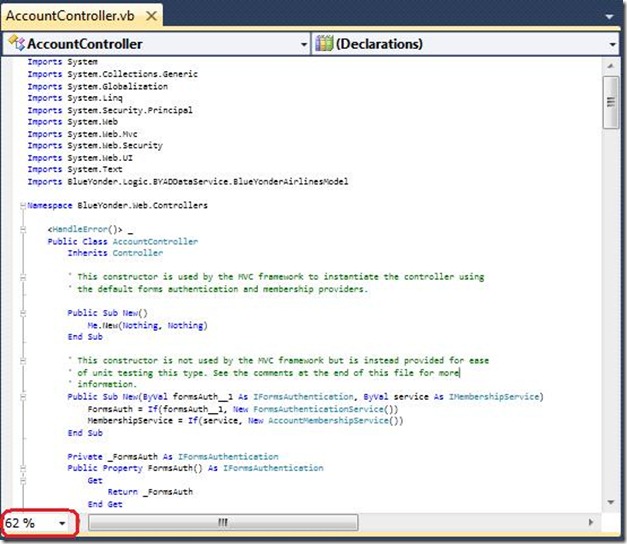 AccountController.vb
AccountController
(Declarations)
Imports System
Imports System.Collections.Generic
Imports System.Globalization
Imports System.Linq
Imports System.Security.Principal
Imports System.Web
Imports System.Web.Mvc
Imports System.Web.Security
Imports System.Web.UI
Imports System.Text
Imports BlueYonder.Logic.BYADODataService.BlueYonderAirlinesModel
Namespace BlueYonder.Web.Controllers
<HandleError()> _
Public Class AccountController
Inherits Controller
' This constructor is used by the MVC framework to instantiate the controller using
' the default forms authentication and membership providers.
Public Sub New()
Me.New(Nothing, Nothing)
End Sub
' This constructor is not used by the MVC framework but is instead provided for ease
' of unit testing this type. See the comments at the end of this file for more
' information.
Public Sub New(ByVal formsAuth__1 As IFormsAuthentication, ByVal service As IMembershipService)
FormsAuth = If(formsAuth__1, New FormsAuthenticationService())
MembershipService = If(service, New AccountMembershipService())
End Sub
Private _FormsAuth As IFormsAuthentication
Public Property FormsAuth() As IFormsAuthentication
Get
Return _FormsAuth
End Get
62 %